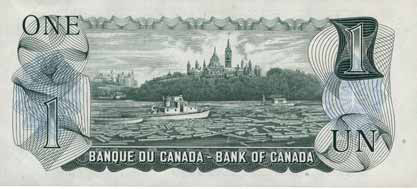 ONE
1
1
UN
BANQUE DU CANADA - BANK OF CANADA